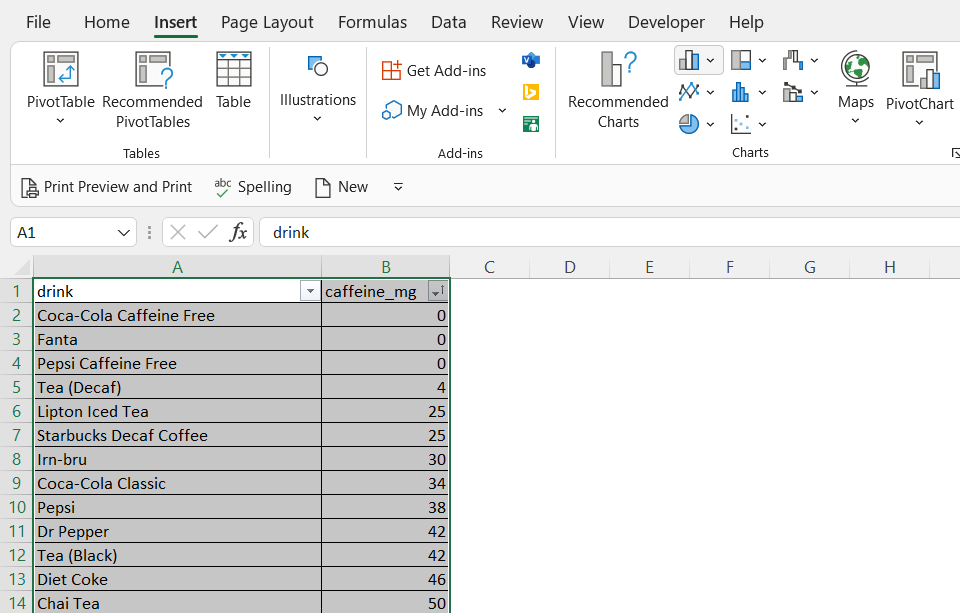 File Home Insert Page Layout Formulas Data Review View Developer Help
PivotTable Recommended PivotTables Table
Illustrations
Get Add-ins
My Add-ins
Recommended Charts
Maps PivotChart
Tables Add-ins Charts
Print Preview and Print abc Spelling New
A1 fx drink
A B C D E F G H
1 drink caffeine_mg
2 Coca-Cola Caffeine Free 0
3 Fanta 0
4 Pepsi Caffeine Free 0
5 Tea (Decaf) 4
6 Lipton Iced Tea 25
7 Starbucks Decaf Coffee 25
8 Irn-bru 30
9 Coca-Cola Classic 34
10 Pepsi 38
11 Dr Pepper 42
12 Tea (Black) 42
13 Diet Coke 46
14 Chai Tea 50